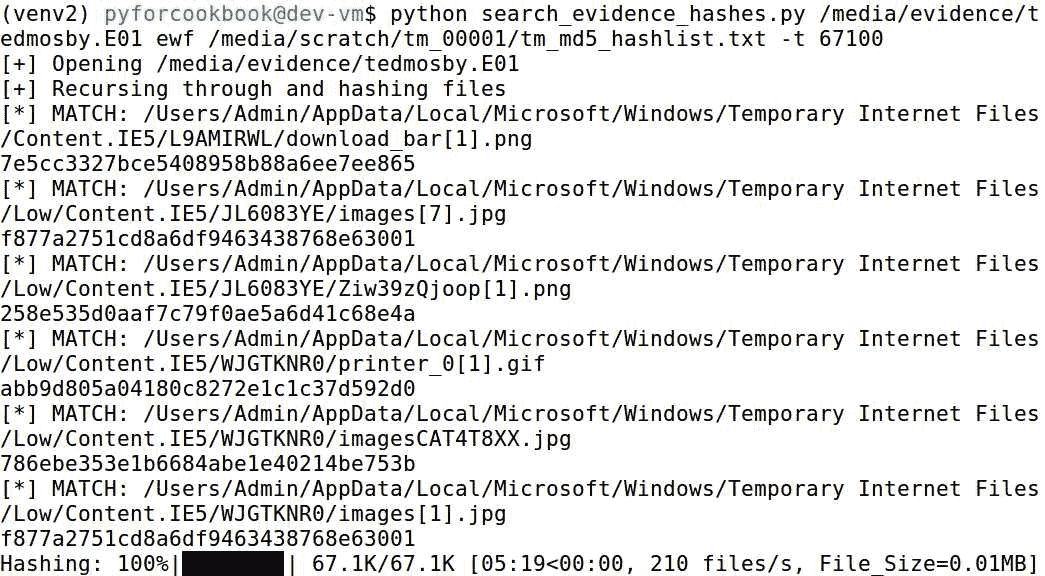 (venv2) pyforcookbook@dev-vm$ python search_evidence_hashes.py /media/evidence/t
edmosby.E01 ewf /media/scratch/tm_00001/tm_md5_hashlist.txt -t 67100
[+] Opening /media/evidence/tedmosby.E01
[+] Recursing through and hashing files
[*] MATCH: /Users/Admin/AppData/Local/Microsoft/Windows/Temporary Internet Files
/Content.IE5/L9AMIRWL/download_bar[1].png
7e5cc3327bce5408958b88a6ee7ee865
[*] MATCH: /Users/Admin/AppData/Local/Microsoft/Windows/Temporary Internet Files
/Low/Content.IE5/JL6083YE/images[7].jpg
f877a2751cd8a6df9463438768e63001
[*] MATCH: /Users/Admin/AppData/Local/Microsoft/Windows/Temporary Internet Files
/Low/Content.IE5/JL6083YE/Ziw39zQjoop[1].png
258e535d0aaf7c79f0ae5a6d41c68e4a
[*] MATCH: /Users/Admin/AppData/Local/Microsoft/Windows/Temporary Internet Files
/Low/Content.IE5/WJGTKNR0/printer_0[1].gif
abb9d805a04180c8272e1c1c37d592d0
[*] MATCH: /Users/Admin/AppData/Local/Microsoft/Windows/Temporary Internet Files
/Low/Content.IE5/WJGTKNR0/imagesCAT4T8XX.jpg
786ebe353e1b6684abe1e40214be753b
[*] MATCH: /Users/Admin/AppData/Local/Microsoft/Windows/Temporary Internet Files
/Low/Content.IE5/WJGTKNR0/images[1].jpg
f877a2751cd8a6df9463438768e63001
Hashing: 100%|██████████| 67.1K/67.1K [05:19<00:00, 210 files/s, File_Size=0.01MB]